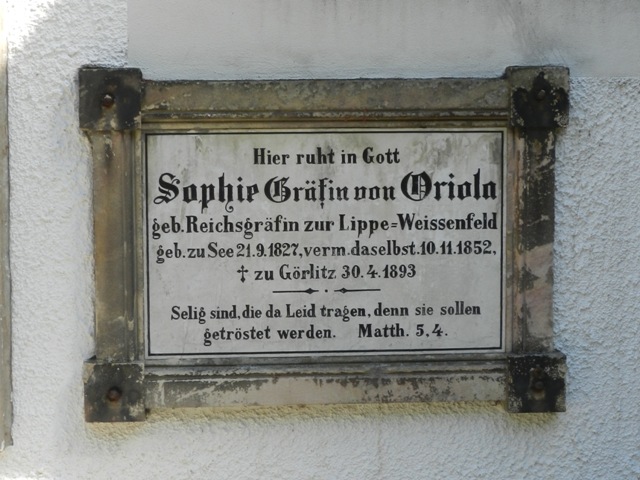 Hier ruht in Gott
Sophie Gräfin von Oriola
geb. Reichsgräfin zur Lippe-Weissenfeld
geb. zu See 21.9.1827, verm. daselbst. 10.11.1852,
† zu Görlitz 30.4.1893
Selig sind, die da Leid tragen, denn sie sollen
getröstet werden. Matth. 5.4.